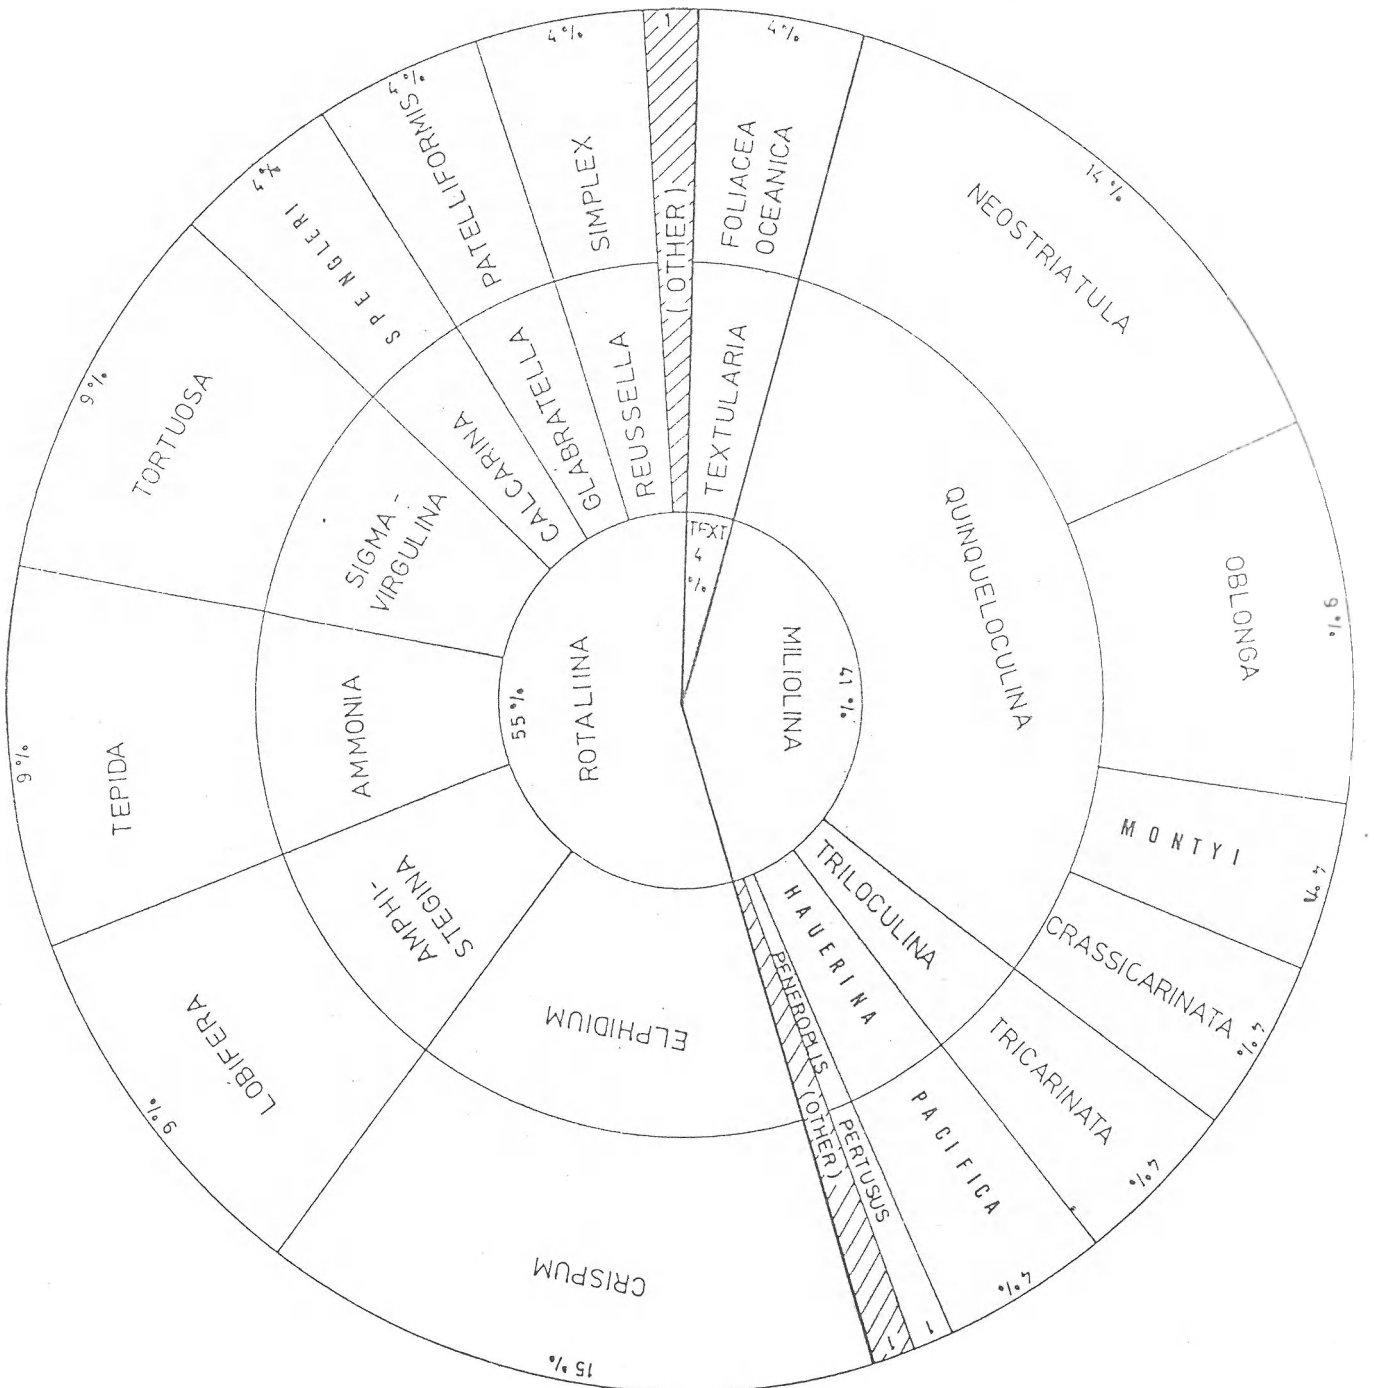 TEXT
4
%
MILIOLINA
41 %
ROTALIINA
55 %
TEXTULARIA
QUINQUELOCULINA
TRILOCULINA
HAUERINA
PENEROPLIS
(OTHER)
ELPHIDIUM
AMPHI-
STEGINA
AMMONIA
SIGMA -
VIRGULINA
CALCARINA
GLABRATELLA
REUSSELLA
(OTHER)
1
FOLIACEA
OCEANICA
4%
NEOSTRIATULA
14 %
OBLONGA
9 %
MONTYI
4 %
CRASSICARINATA
TRICARINATA
PACIFICA
4%
PERTUSUS
1
1
CRISPUM
15 %
LOBIFERA
9 %
TEPIDA
9 %
TORTUOSA
9 %
SPENGLERI
4%
PATELLIFORMIS
4%
SIMPLEX
4 %